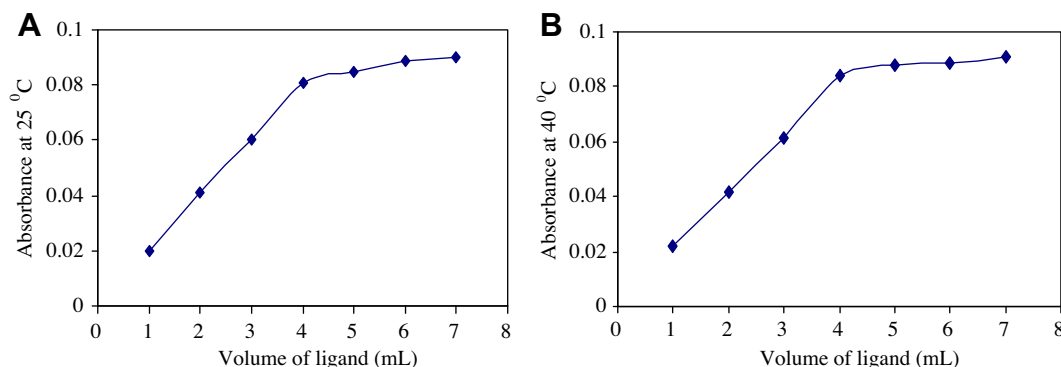 A
Absorbance at 25 ⁰C
0.1
0.08
0.06
0.04
0.02
0
0 1 2 3 4 5 6 7 8
Volume of ligand (mL)
B
Absorbance at 40 ⁰C
0.1
0.08
0.06
0.04
0.02
0
0 1 2 3 4 5 6 7 8
Volume of ligand (mL)